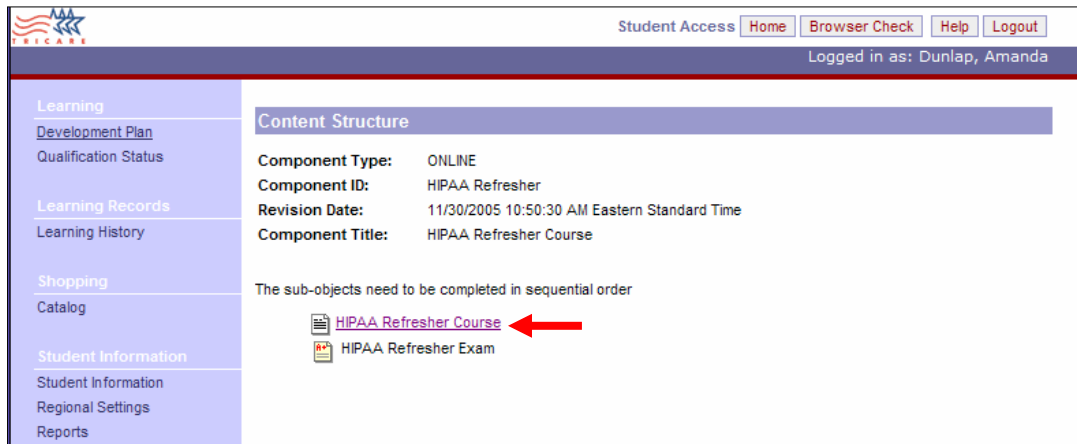 TRICARE
Student Access Home Browser Check Help Logout
Logged in as: Dunlap, Amanda
Learning
Development Plan
Qualification Status
Learning Records
Learning History
Shopping
Catalog
Student Information
Student Information
Regional Settings
Reports
Content Structure
Component Type: ONLINE
Component ID: HIPAA Refresher
Revision Date: 11/30/2005 10:50:30 AM Eastern Standard Time
Component Title: HIPAA Refresher Course
The sub-objects need to be completed in sequential order
HIPAA Refresher Course
A+
HIPAA Refresher Exam